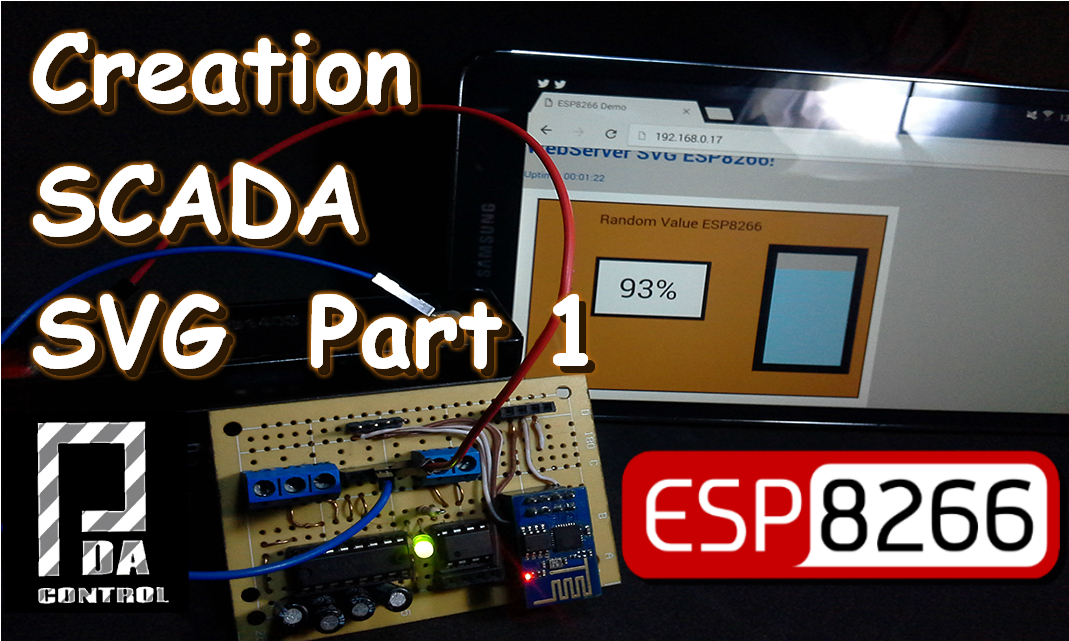 Creation
SCADA
SVG Part 1
ESP8266 Demo
192.168.0.17
WebServer SVG ESP8266!
Uptime: 00:01:22
Random Value ESP8266
93%
SAMSUNG
PDA
CONTROL
ESP8266